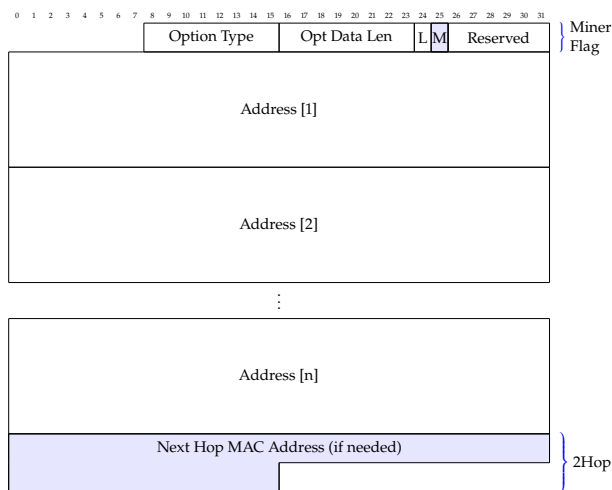 0 1 2 3 4 5 6 7 8 9 10 11 12 13 14 15 16 17 18 19 20 21 22 23 24 25 26 27 28 29 30 31
Option Type Opt Data Len L M Reserved Miner
Flag
Address [1]
Address [2]
⋮
Address [n]
Next Hop MAC Address (if needed)
2Hop